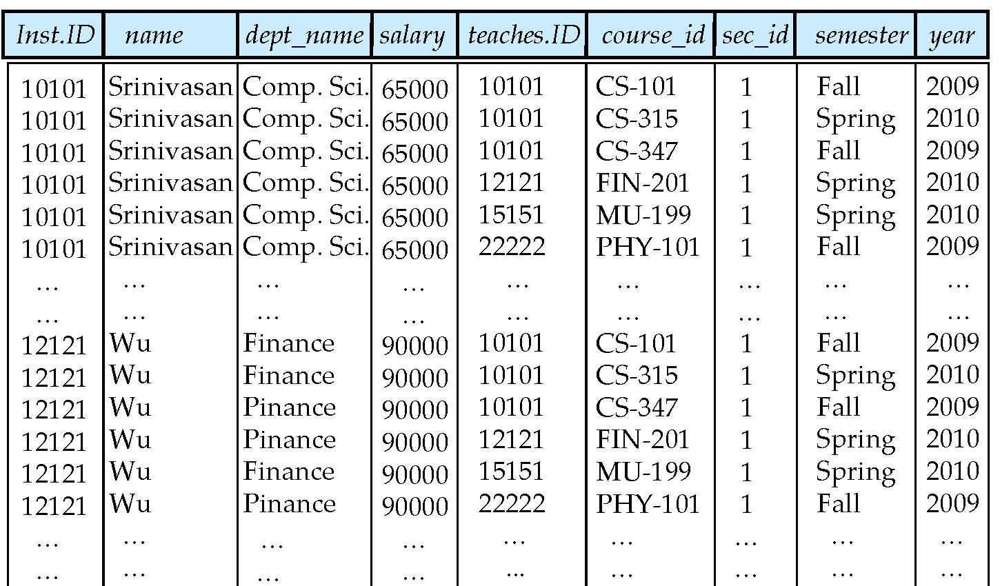 Inst.ID name dept_name salary teaches.ID course_id sec_id semester year
10101 Srinivasan Comp. Sci. 65000 10101 CS-101 1 Fall 2009
10101 Srinivasan Comp. Sci. 65000 10101 CS-315 1 Spring 2010
10101 Srinivasan Comp. Sci. 65000 10101 CS-347 1 Fall 2009
10101 Srinivasan Comp. Sci. 65000 12121 FIN-201 1 Spring 2010
10101 Srinivasan Comp. Sci. 65000 15151 MU-199 1 Spring 2010
10101 Srinivasan Comp. Sci. 65000 22222 PHY-101 1 Fall 2009
... ... ... ... ... ... ... ... ...
... ... ... ... ... ... ... ... ...
12121 Wu Finance 90000 10101 CS-101 1 Fall 2009
12121 Wu Finance 90000 10101 CS-315 1 Spring 2010
12121 Wu Pinance 90000 10101 CS-347 1 Fall 2009
12121 Wu Pinance 90000 12121 FIN-201 1 Spring 2010
12121 Wu Finance 90000 15151 MU-199 1 Spring 2010
12121 Wu Pinance 90000 22222 PHY-101 1 Fall 2009
... ... ... ... ... ... ... ... ...
... ... ... ... ... ... ... ... ...